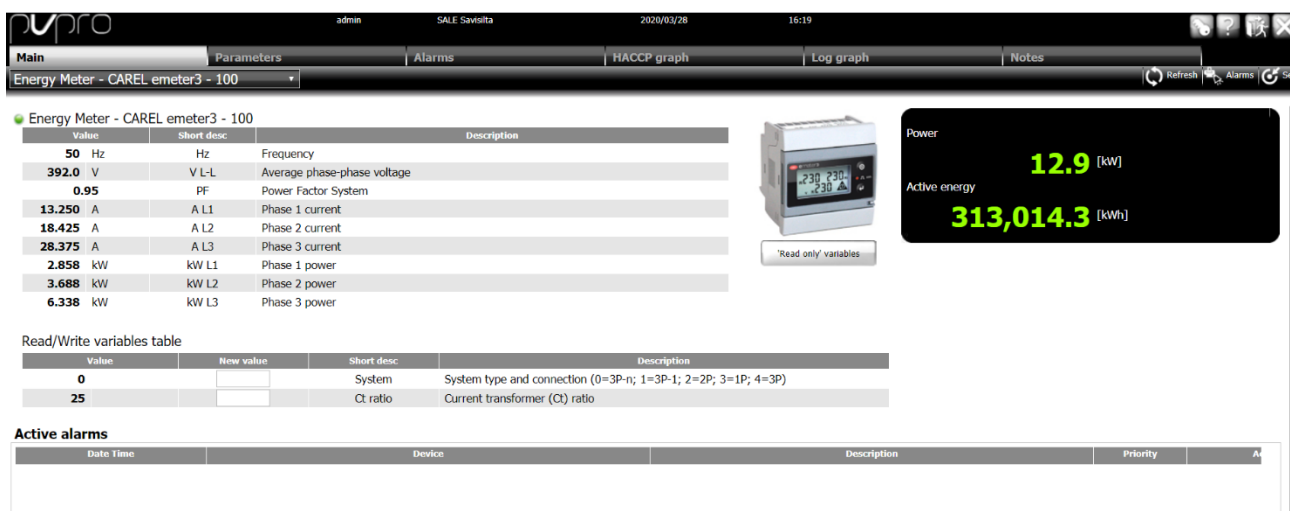 pvpro admin SALE Savisilta 2020/03/28 16:19
Main Parameters Alarms HACCP graph Log graph Notes
Energy Meter - CAREL emeter3 - 100 Refresh Alarms
Energy Meter - CAREL emeter3 - 100
Value Short desc Description
50 Hz Hz Frequency
392.0 V V L-L Average phase-phase voltage
0.95 PF Power Factor System
13.250 A A L1 Phase 1 current
18.425 A A L2 Phase 2 current
28.375 A A L3 Phase 3 current
2.858 kW kW L1 Phase 1 power
3.688 kW kW L2 Phase 2 power
6.338 kW kW L3 Phase 3 power
230 230
230
'Read only' variables
Power
12.9 [kW]
Active energy
313,014.3 [kWh]
Read/Write variables table
Value New value Short desc Description
0 System System type and connection (0=3P-n; 1=3P-1; 2=2P; 3=1P; 4=3P)
25 Ct ratio Current transformer (Ct) ratio
Active alarms
Date Time Device Description Priority